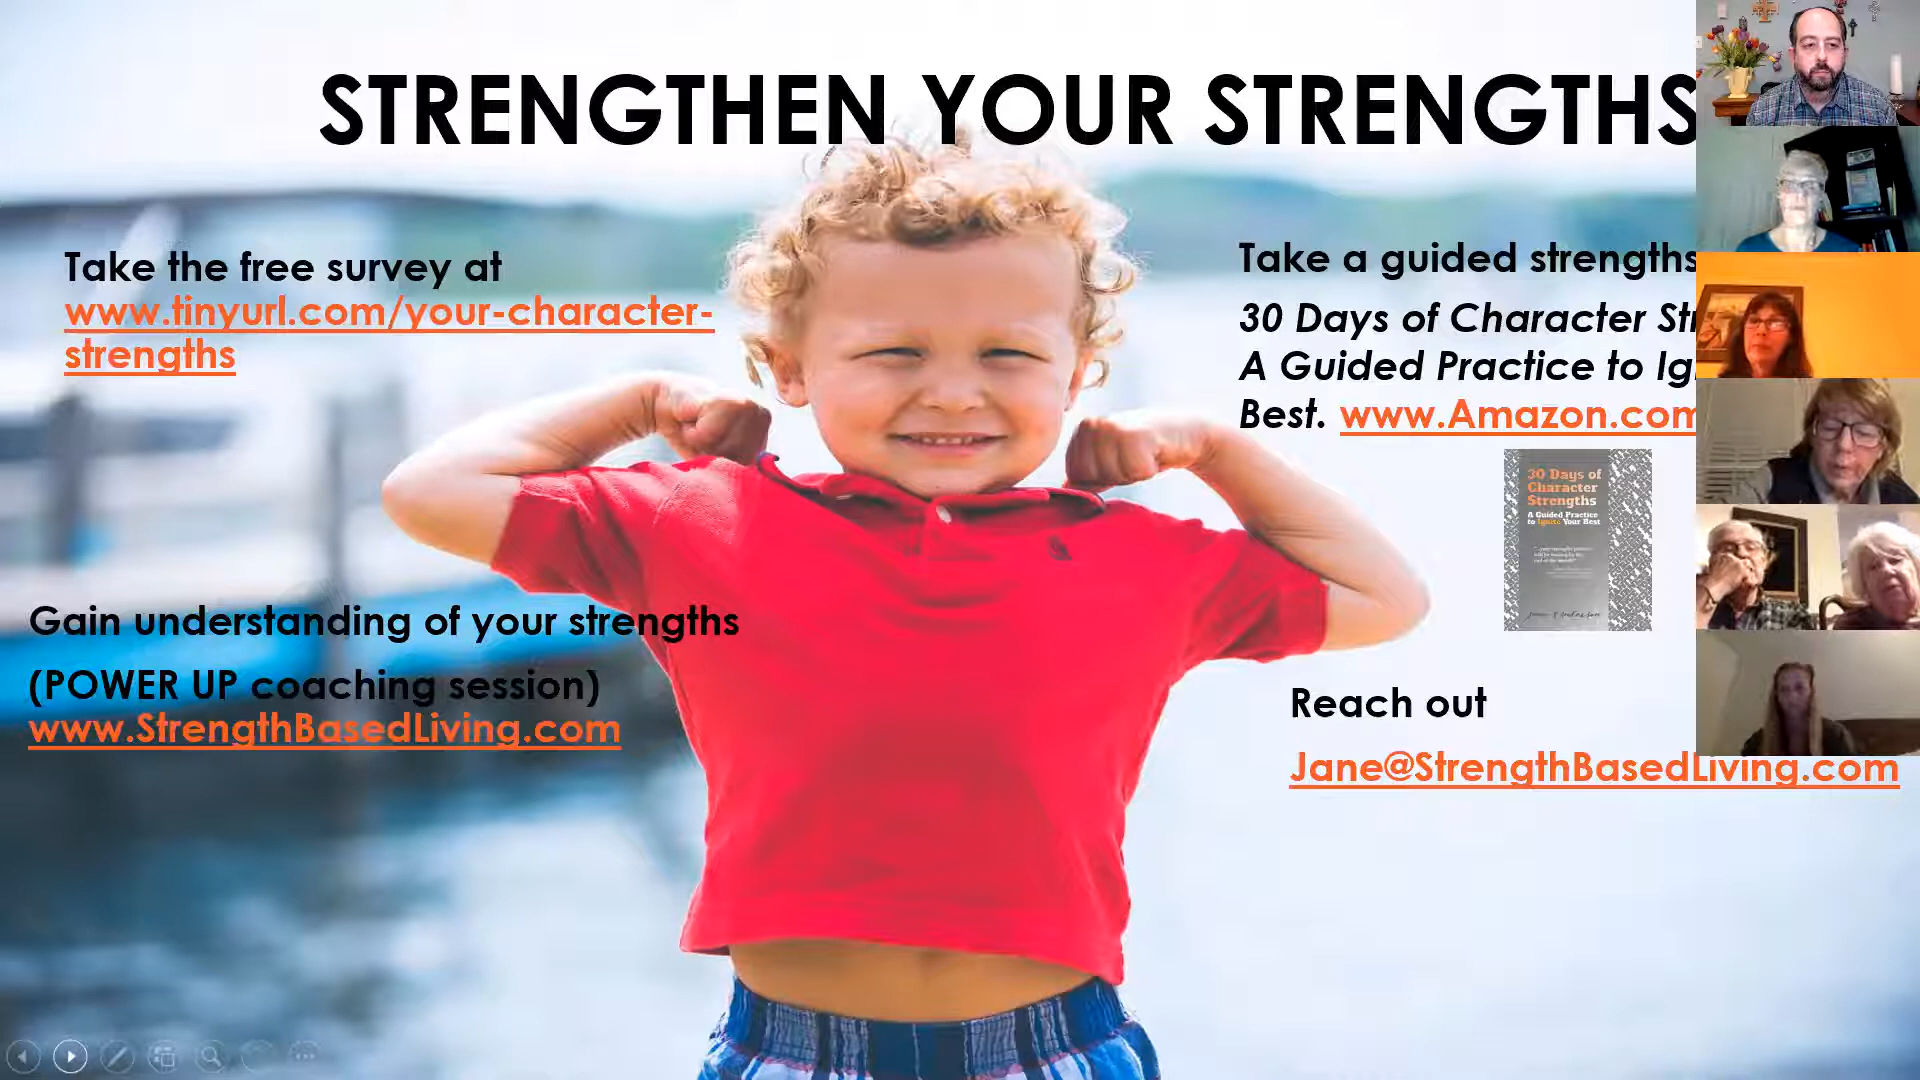 STRENGTHEN YOUR STRENGTHS
Take the free survey at
www.tinyurl.com/your-character-
strengths
Gain understanding of your strengths
(POWER UP coaching session)
www.StrengthBasedLiving.com
Take a guided strengths
30 Days of Character
A Guided Practice to
Best. www.Amazon.com
30 Days of
Character
Strengths
A Guided Practice
to Ignite Your Best
Reach out
Jane@StrengthBasedLiving.com